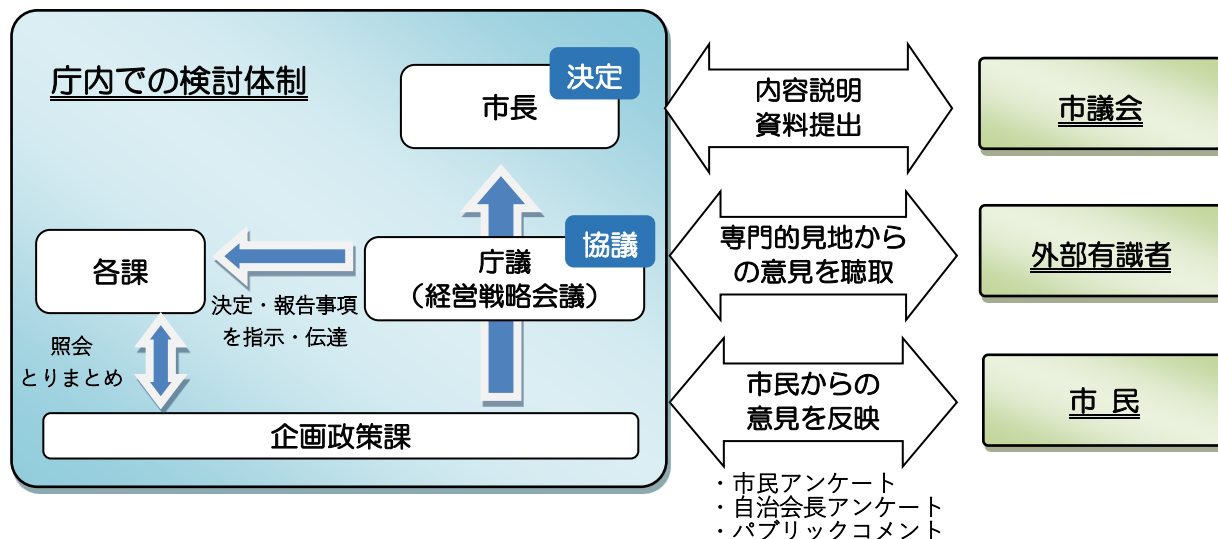 庁内での検討体制
決定
市長
協議
庁議
（経営戦略会議）
各課
決定・報告事項
を指示・伝達
照会
とりまとめ
企画政策課
内容説明
資料提出
市議会
専門的見地から
の意見を聴取
外部有識者
市民からの
意見を反映
市 民
・市民アンケート
・自治会長アンケート
・パブリックコメント